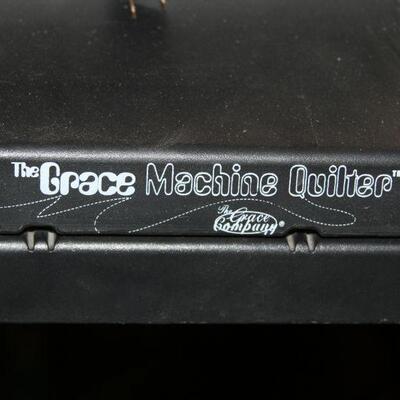 The Grace Machine Quilter™
The Grace Company®